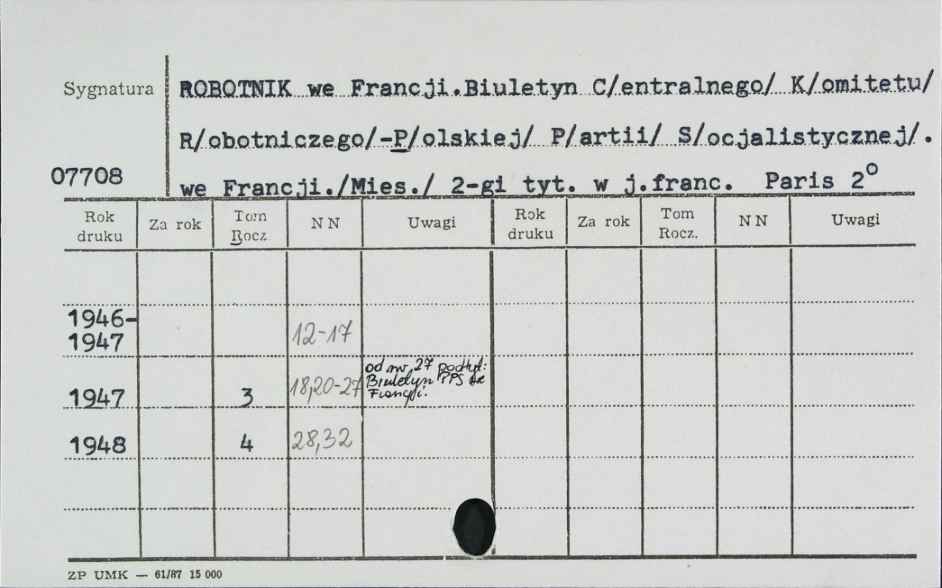 Sygnatura
ROBOTNIK we Francji.Biuletyn C/entralnego/ K/omitetu/
R/obotniczego/-P/olskiej/ P/artii/ S/ocjalistycznej/.
07708
we Francji./Mies./ 2-gi tyt. w j.franc. Paris 2°
Rok druku Za rok Tom Rocz NN Uwagi Rok druku Za rok Tom Rocz. NN Uwagi
1946-
1947 12-17
od nr 27 podtyt:
Biuletyn PPS we
Francji.
1947 3 18,20-27
1948 4 28,32
ZP UMK — 61/87 15 000